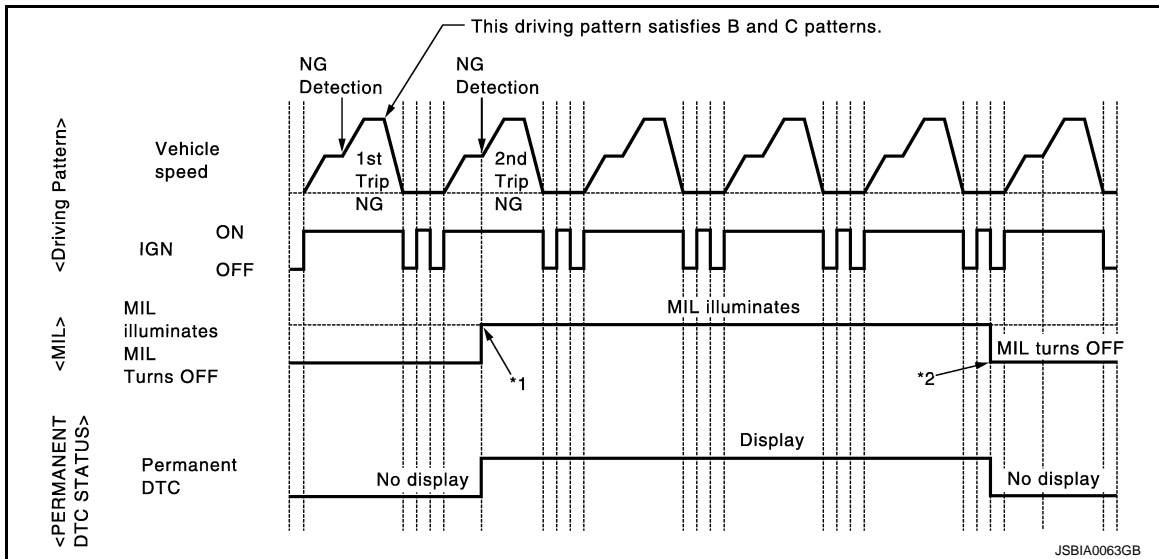 This driving pattern satisfies B and C patterns.
NG
Detection
NG
Detection
<Driving Pattern>
Vehicle
speed
1st
Trip
NG
2nd
Trip
NG
IGN
ON
OFF
<MIL>
MIL
illuminates
MIL
Turns OFF
MIL illuminates
*1
*2
MIL turns OFF
<PERMANENT
DTC STATUS>
Permanent
DTC
No display
Display
No display
JSBIA0063GB